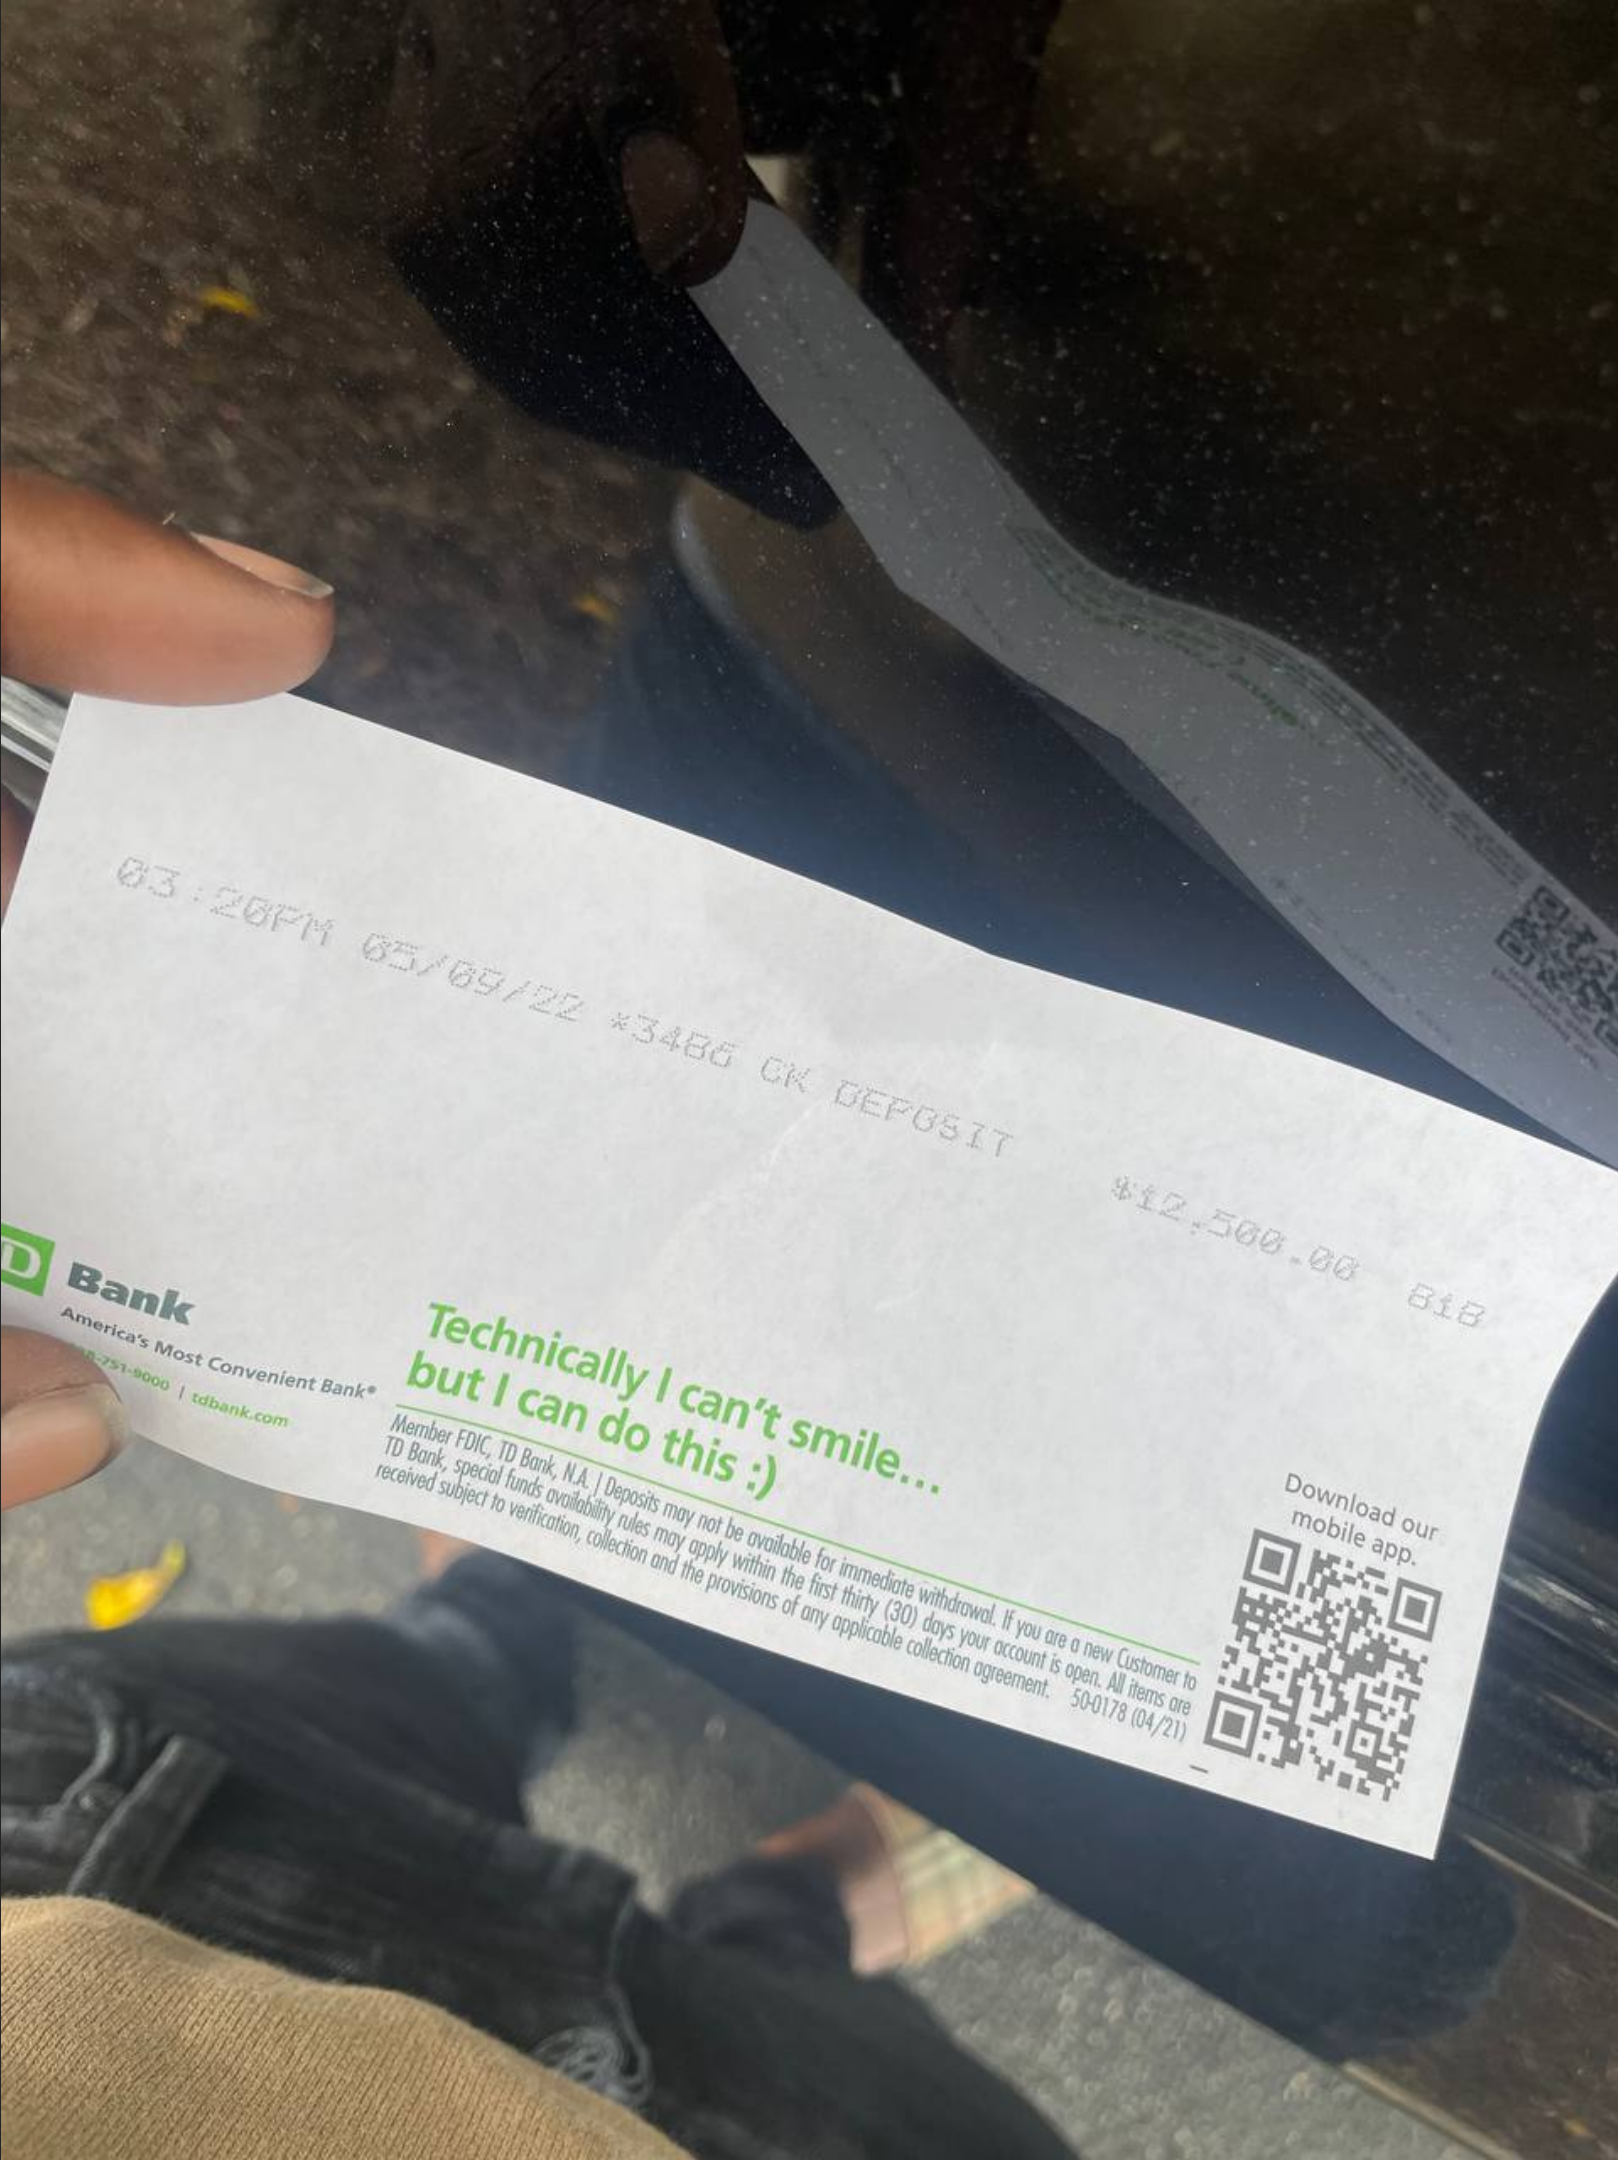 03:20PM 05/09/22 *3486 CK DEPOSIT $12,500.00 818
D Bank
America's Most Convenient Bank®
751-9000 | tdbank.com
Technically I can't smile...
but I can do this :)
Member FDIC, TD Bank, N.A. | Deposits may not be available for immediate withdrawal. If you are a new Customer to
TD Bank, special funds availability rules may apply within the first thirty (30) days your account is open. All items are
received subject to verification, collection and the provisions of any applicable collection agreement. 50-0178 (04/21)
Download our
mobile app.